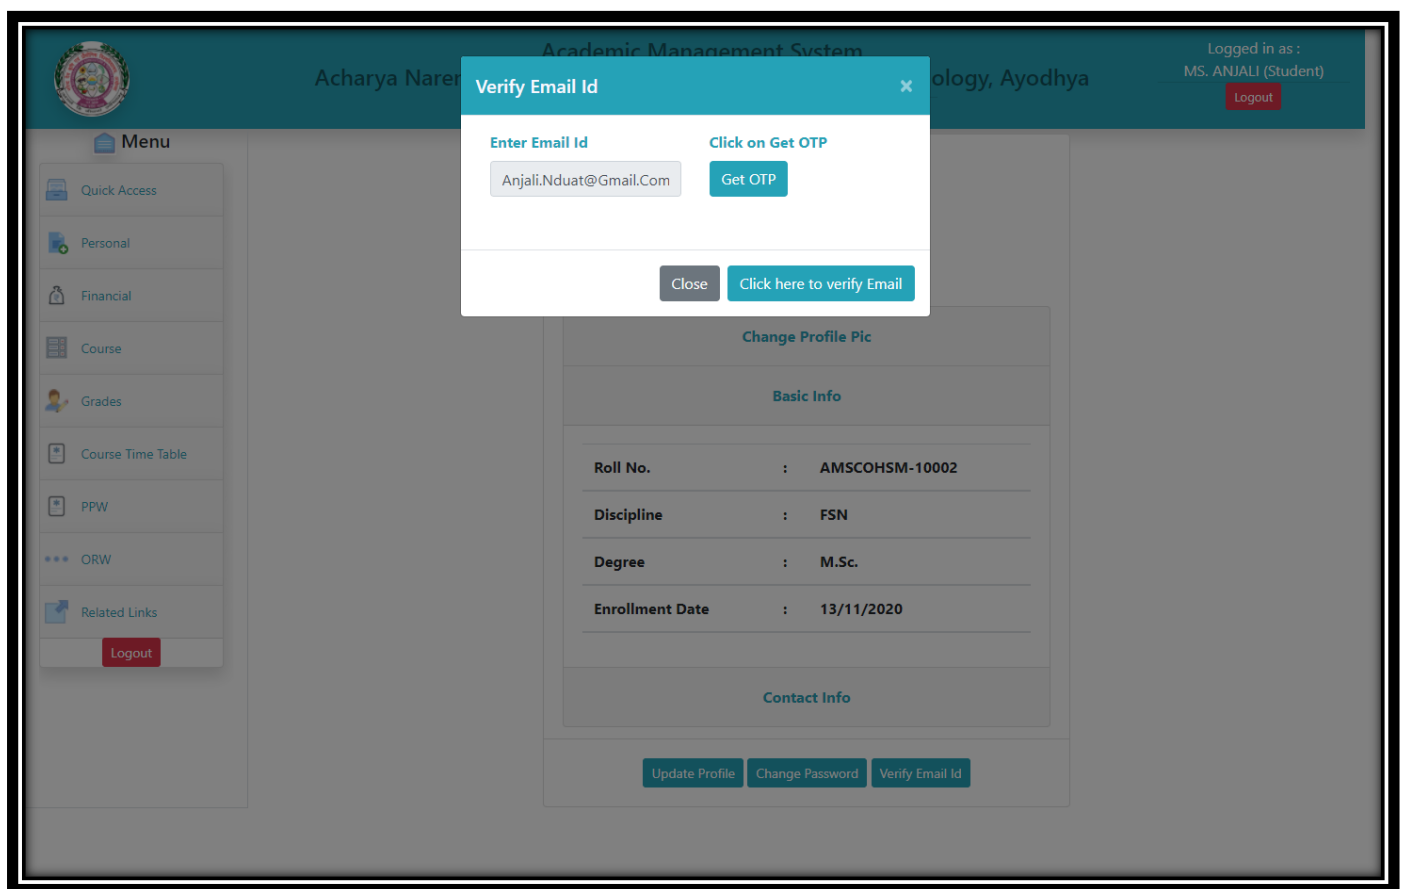 Academic Management System
Acharya Naren
ology, Ayodhya
Logged in as :
MS. ANJALI (Student)
Logout
Verify Email Id
×
Enter Email Id
Click on Get OTP
Anjali.Nduat@Gmail.Com
Get OTP
Close
Click here to verify Email
Menu
Quick Access
Personal
Financial
Course
Grades
Course Time Table
PPW
ORW
Related Links
Logout
Change Profile Pic
Basic Info
Roll No. : AMSCOHSM-10002
Discipline : FSN
Degree : M.Sc.
Enrollment Date : 13/11/2020
Contact Info
Update Profile
Change Password
Verify Email Id